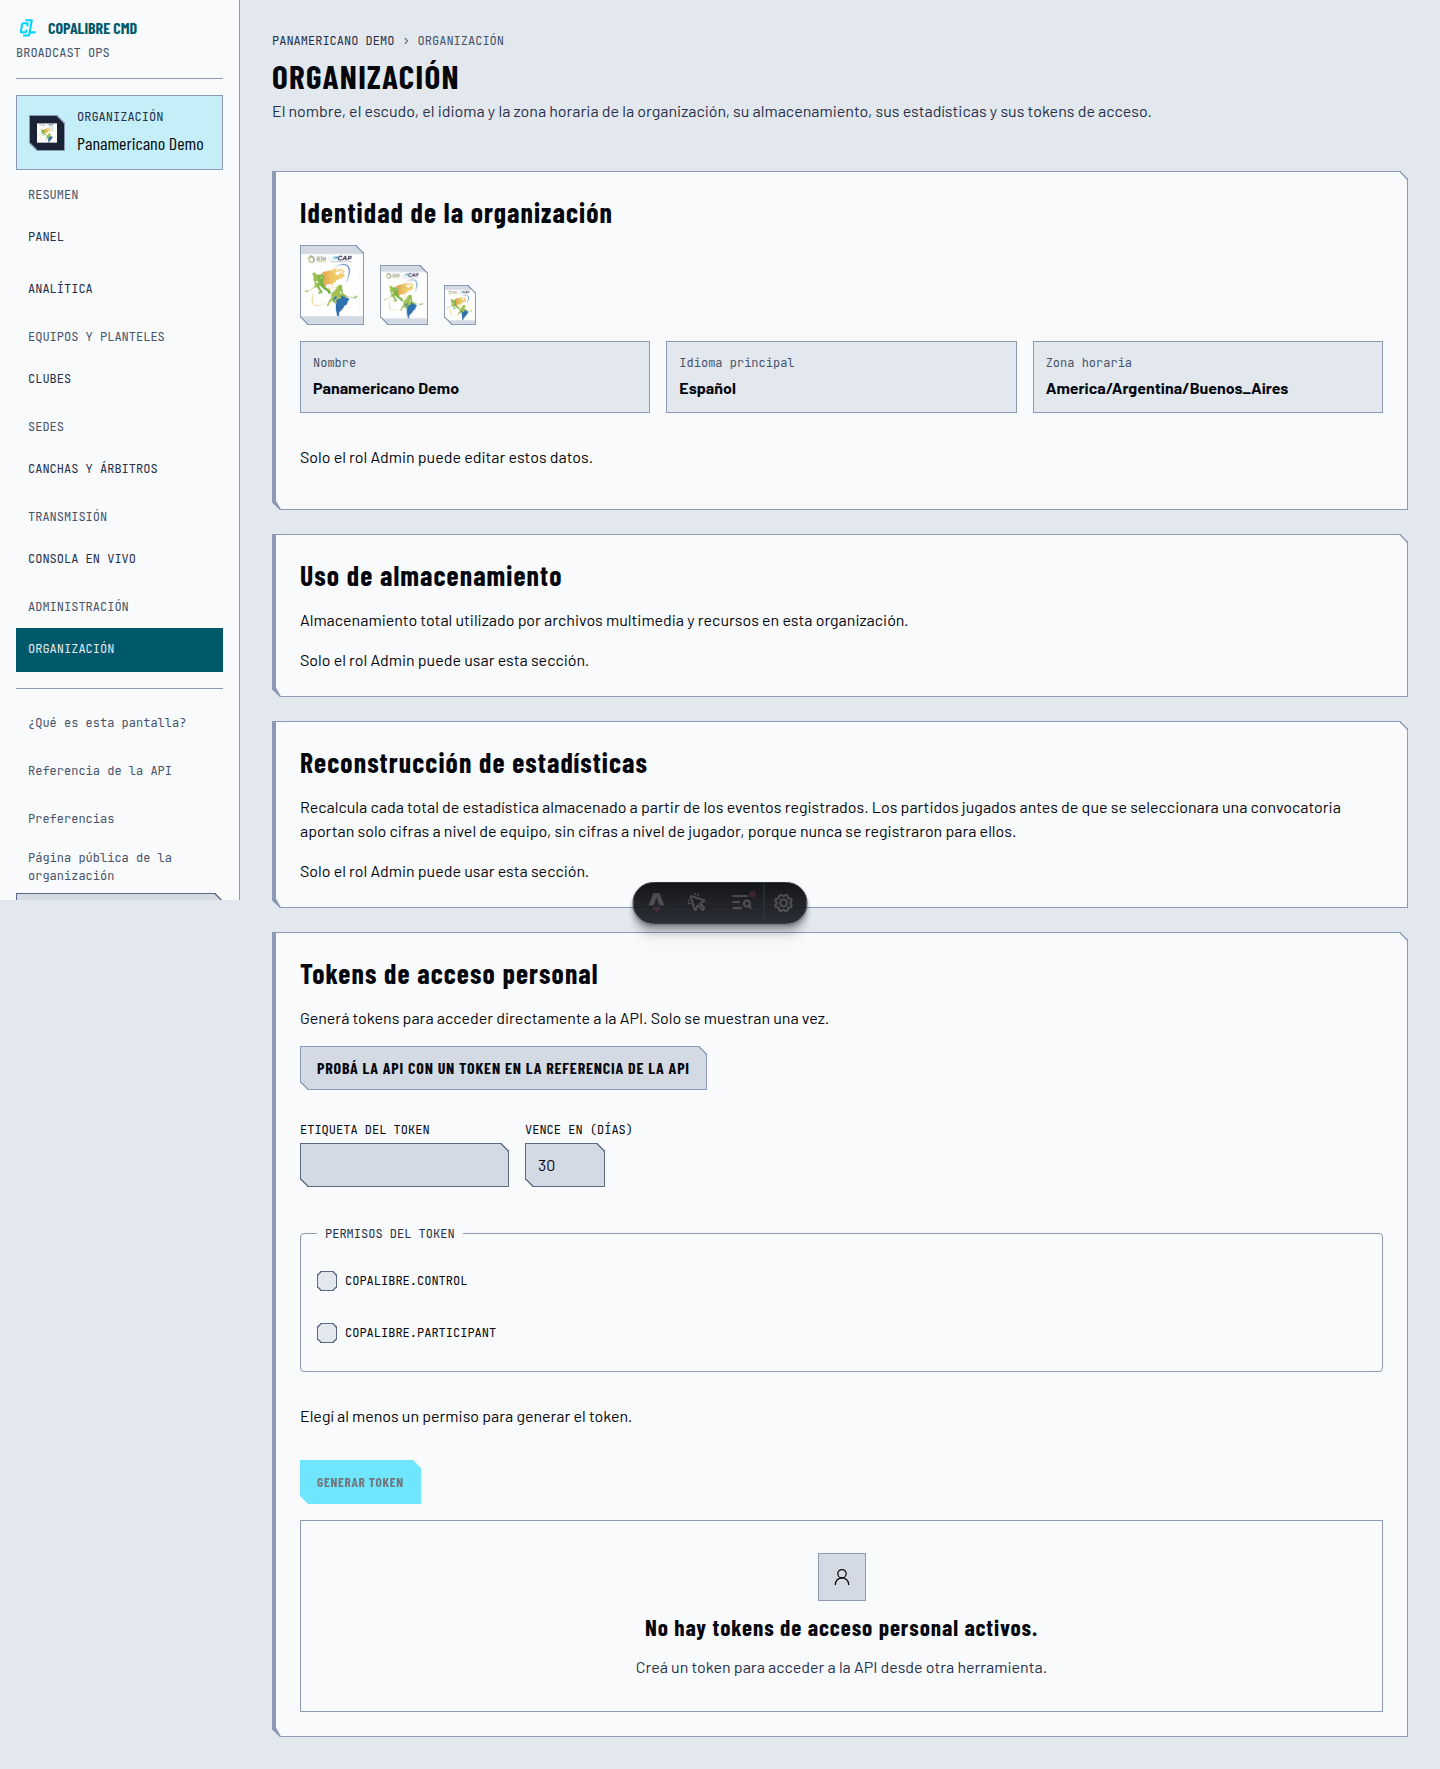 COPALIBRE CMD
BROADCAST OPS
ORGANIZACIÓN
Panamericano Demo
RESUMEN
PANEL
ANALÍTICA
EQUIPOS Y PLANTELES
CLUBES
SEDES
CANCHAS Y ÁRBITROS
TRANSMISIÓN
CONSOLA EN VIVO
ADMINISTRACIÓN
ORGANIZACIÓN
¿Qué es esta pantalla?
Referencia de la API
Preferencias
Página pública de la
organización
PANAMERICANO DEMO › ORGANIZACIÓN
ORGANIZACIÓN
El nombre, el escudo, el idioma y la zona horaria de la organización, su almacenamiento, sus estadísticas y sus tokens de acceso.
Identidad de la organización
CAP
CAP
Nombre
Panamericano Demo
Idioma principal
Español
Zona horaria
America/Argentina/Buenos_Aires
Solo el rol Admin puede editar estos datos.
Uso de almacenamiento
Almacenamiento total utilizado por archivos multimedia y recursos en esta organización.
Solo el rol Admin puede usar esta sección.
Reconstrucción de estadísticas
Recalcula cada total de estadística almacenado a partir de los eventos registrados. Los partidos jugados antes de que se seleccionara una convocatoria
aportan solo cifras a nivel de equipo, sin cifras a nivel de jugador, porque nunca se registraron para ellos.
Solo el rol Admin puede usar esta sección.
Tokens de acceso personal
Generá tokens para acceder directamente a la API. Solo se muestran una vez.
PROBÁ LA API CON UN TOKEN EN LA REFERENCIA DE LA API
ETIQUETA DEL TOKEN
VENCE EN (DÍAS)
30
PERMISOS DEL TOKEN
COPALIBRE.CONTROL
COPALIBRE.PARTICIPANT
Elegí al menos un permiso para generar el token.
GENERAR TOKEN
No hay tokens de acceso personal activos.
Creá un token para acceder a la API desde otra herramienta.